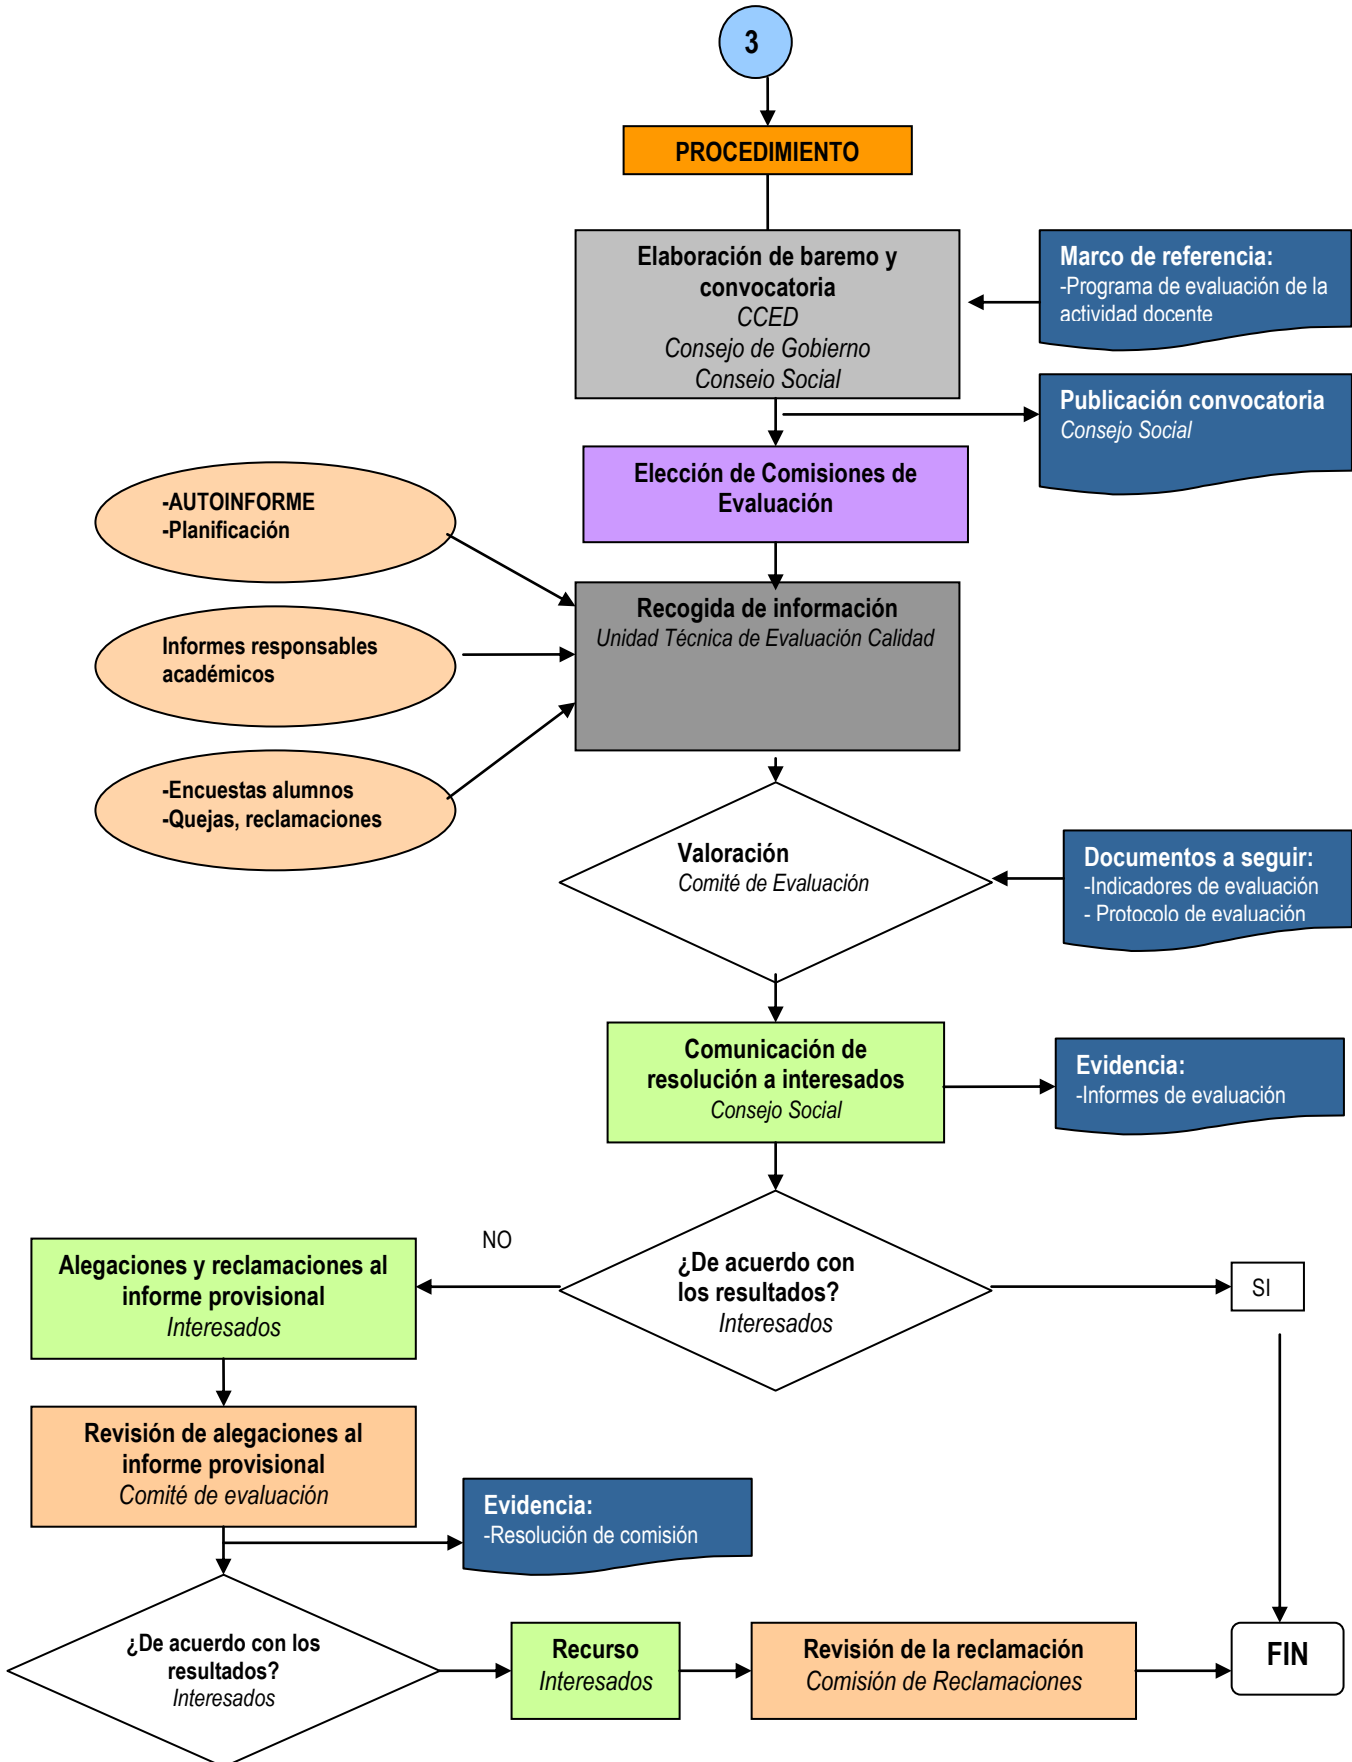 3
PROCEDIMIENTO
Elaboración de baremo y
convocatoria
CCED
Consejo de Gobierno
Consejo Social
Marco de referencia:
-Programa de evaluación de la
actividad docente
Publicación convocatoria
Consejo Social
Elección de Comisiones de
Evaluación
-AUTOINFORME
-Planificación
Recogida de información
Unidad Técnica de Evaluación Calidad
Informes responsables
académicos
-Encuestas alumnos
-Quejas, reclamaciones
Valoración
Comité de Evaluación
Documentos a seguir:
-Indicadores de evaluación
- Protocolo de evaluación
Comunicación de
resolución a interesados
Consejo Social
Evidencia:
-Informes de evaluación
NO
¿De acuerdo con
los resultados?
Interesados
SI
Alegaciones y reclamaciones al
informe provisional
Interesados
Revisión de alegaciones al
informe provisional
Comité de evaluación
Evidencia:
-Resolución de comisión
¿De acuerdo con los
resultados?
Interesados
Recurso
Interesados
Revisión de la reclamación
Comisión de Reclamaciones
FIN